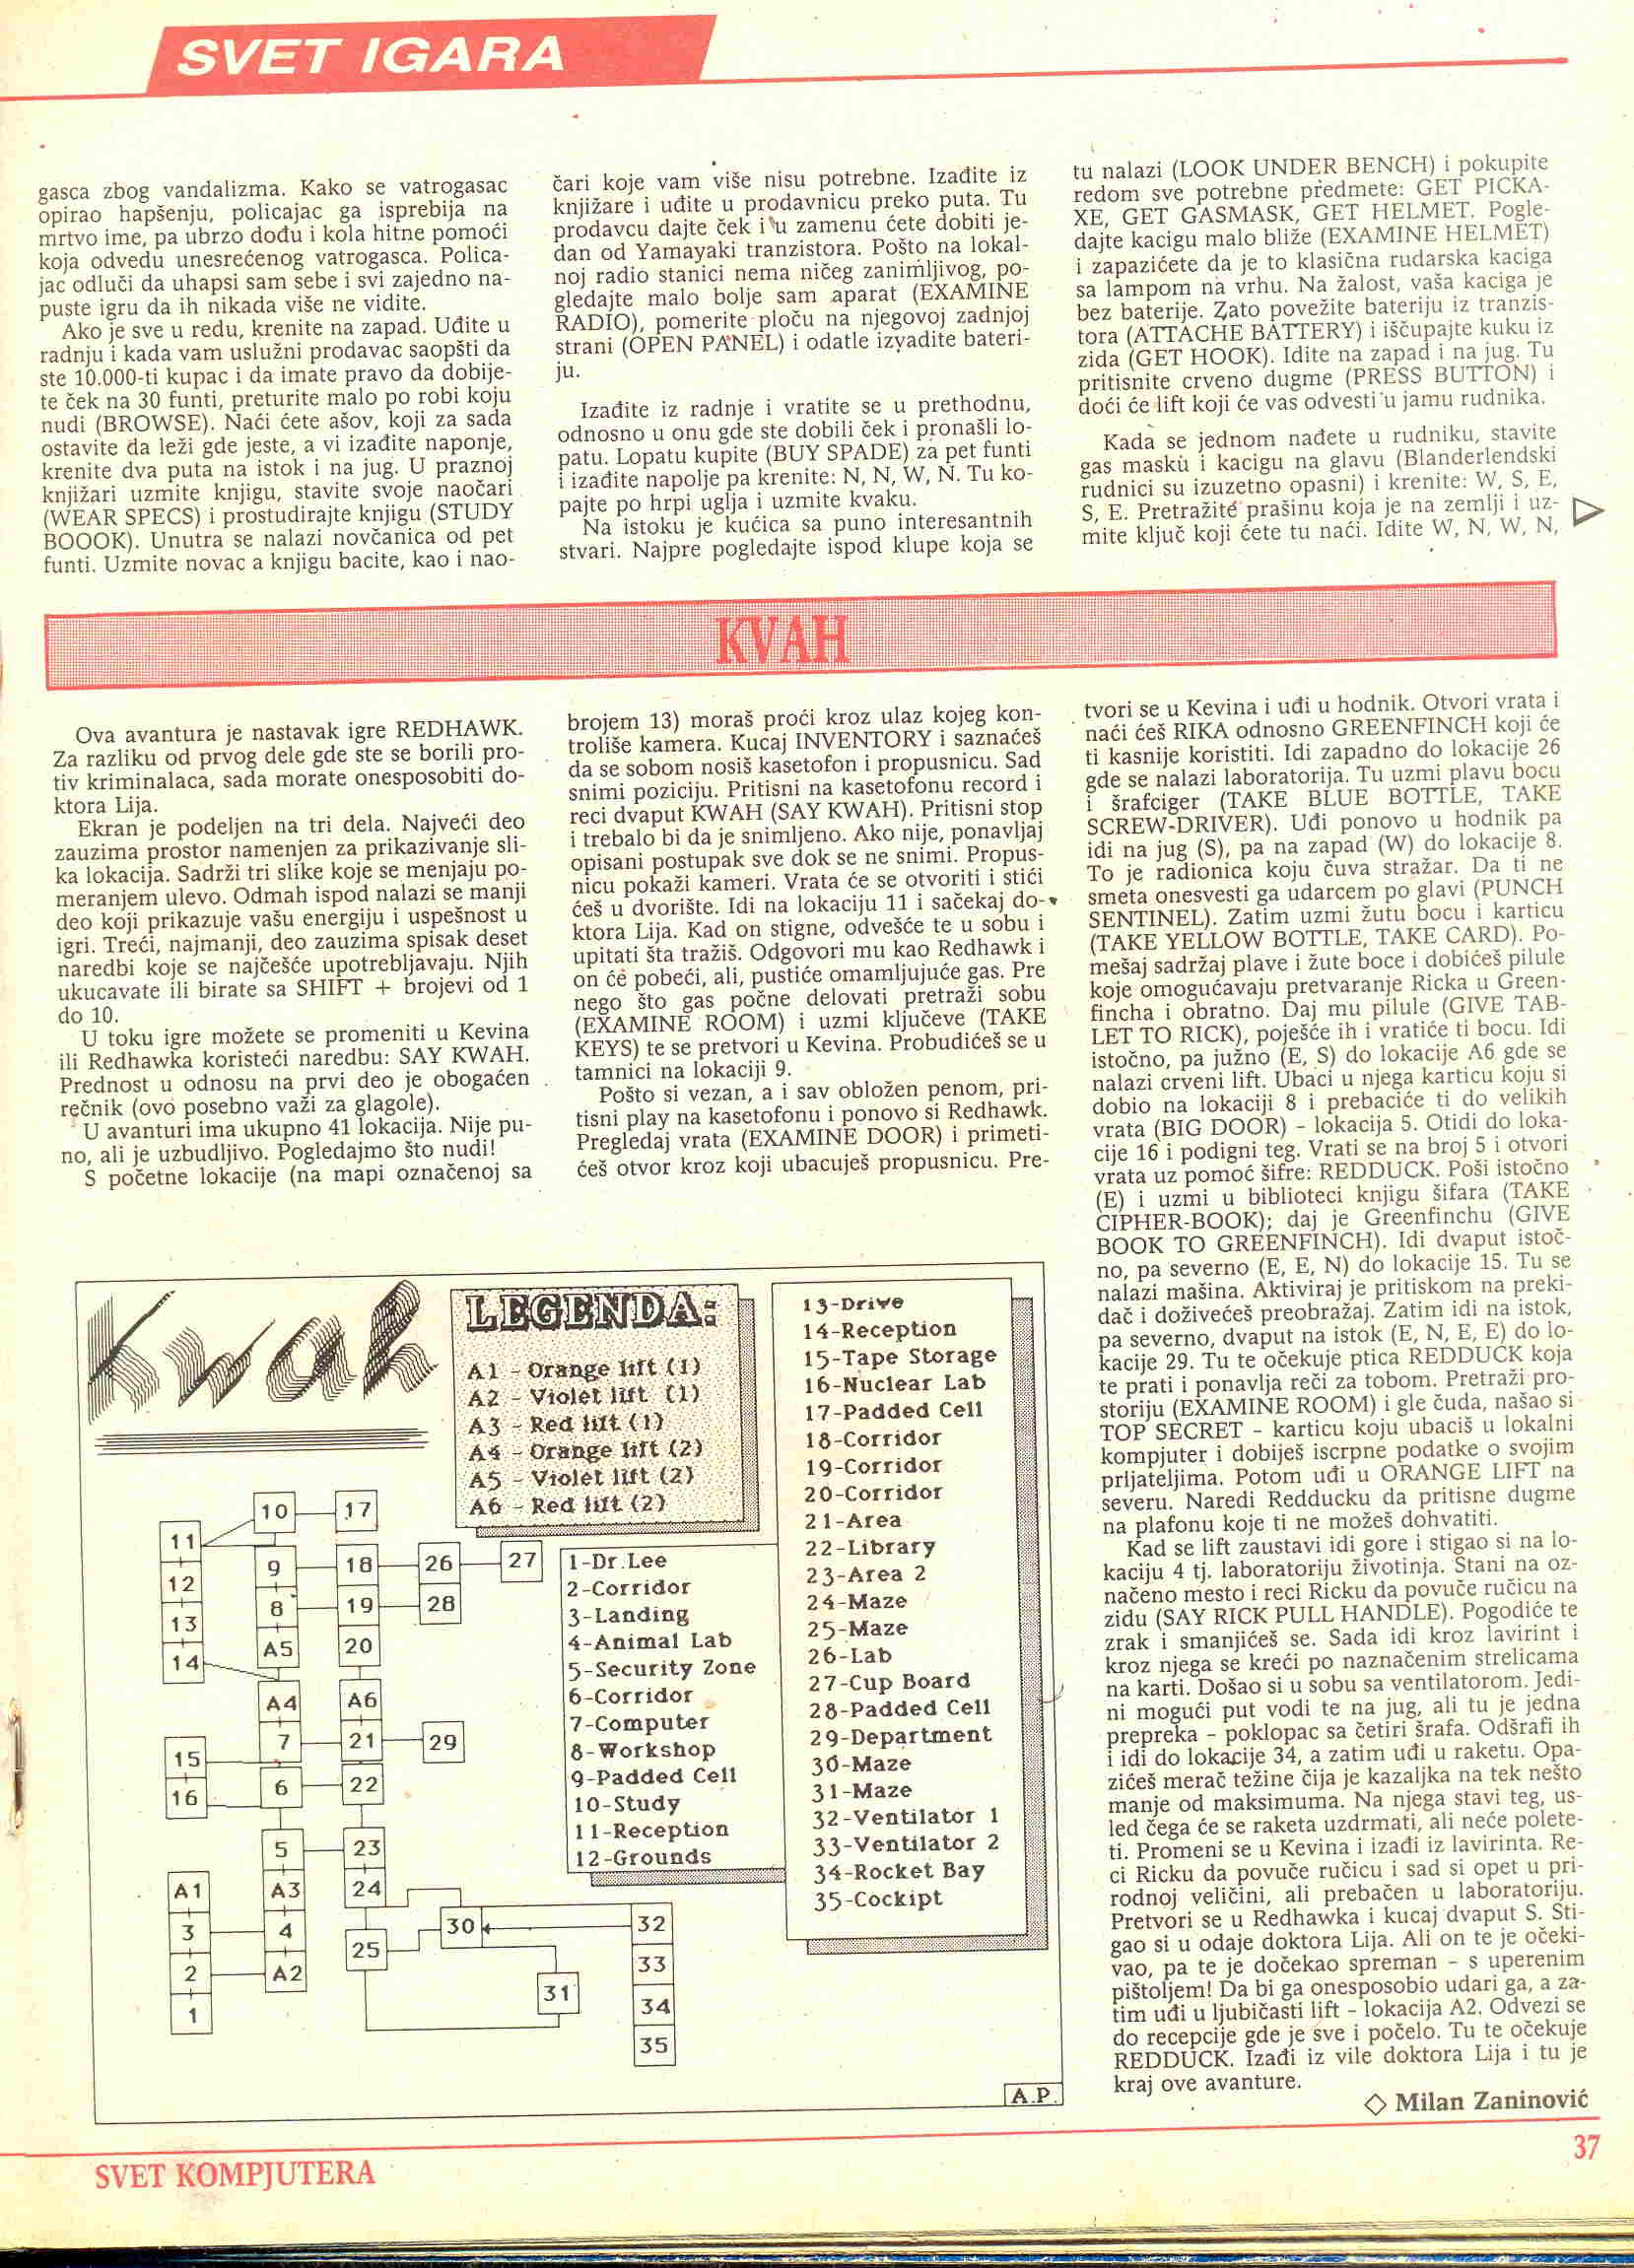 SVET IGARA
gasca zbog vandalizma. Kako se vatrogasac
opirao hapšenju, policajac ga isprebija na
mrtvo ime, pa ubrzo dođu i kola hitne pomoći
koja odvedu unesrećenog vatrogasca. Polica-
jac odluči da uhapsi sam sebe i svi zajedno na-
puste igru da ih nikada više ne vidite.
Ako je sve u redu, krenite na zapad. Uđite u
radnju i kada vam uslužni prodavac saopšti da
ste 10.000-ti kupac i da imate pravo da dobije-
te ček na 30 funti, preturite malo po robi koju
nudi (BROWSE). Naći ćete ašov, koji za sada
ostavite da leži gde jeste, a vi izađite naponje,
krenite dva puta na istok i na jug. U praznoj
knjižari uzmite knjigu, stavite svoje naočari
(WEAR SPECS) i prostudirajte knjigu (STUDY
BOOOK). Unutra se nalazi novčanica od pet
funti. Uzmite novac a knjigu bacite, kao i nao-
čari koje vam više nisu potrebne. Izađite iz
knjižare i uđite u prodavnicu preko puta. Tu
prodavcu dajte ček i u zamenu ćete dobiti je-
dan od Yamayaki tranzistora. Pošto na lokal-
noj radio stanici nema ničeg zanimljivog, po-
gledajte malo bolje sam aparat (EXAMINE
RADIO), pomerite ploču na njegovoj zadnjoj
strani (OPEN PANEL) i odatle izvadite bateri-
ju.
Izađite iz radnje i vratite se u prethodnu,
odnosno u onu gde ste dobili ček i pronašli lo-
patu. Lopatu kupite (BUY SPADE) za pet funti
i izađite napolje pa krenite: N, N, W, N. Tu ko-
pajte po hrpi uglja i uzmite kvaku.
Na istoku je kućica sa puno interesantnih
stvari. Najpre pogledajte ispod klupe koja se
tu nalazi (LOOK UNDER BENCH) i pokupite
redom sve potrebne predmete: GET PICKA-
XE, GET GASMASK, GET HELMET. Pogle-
dajte kacigu malo bliže (EXAMINE HELMET)
i zapazićete da je to klasična rudarska kaciga
sa lampom na vrhu. Na žalost, vaša kaciga je
bez baterije. Zato povežite bateriju iz tranzis-
tora (ATTACHE BATTERY) i iščupajte kuku iz
zida (GET HOOK). Idite na zapad i na jug. Tu
pritisnite crveno dugme (PRESS BUTTON) i
doći će lift koji će vas odvesti u jamu rudnika.
Kada se jednom nađete u rudniku, stavite
gas masku i kacigu na glavu (Blanderlendski
rudnici su izuzetno opasni) i krenite: W, S, E,
S, E. Pretražite prašinu koja je na zemlji i uz-
mite ključ koji ćete tu naći. Idite W, N, W, N,
KVAH
Ova avantura je nastavak igre REDHAWK.
Za razliku od prvog dele gde ste se borili pro-
tiv kriminalaca, sada morate onesposobiti do-
ktora Lija.
Ekran je podeljen na tri dela. Najveći deo
zauzima prostor namenjen za prikazivanje sli-
ka lokacija. Sadrži tri slike koje se menjaju po-
meranjem ulevo. Odmah ispod nalazi se manji
deo koji prikazuje vašu energiju i uspešnost u
igri. Treći, najmanji, deo zauzima spisak deset
naredbi koje se najčešće upotrebljavaju. Njih
ukucavate ili birate sa SHIFT + brojevi od 1
do 10.
U toku igre možete se promeniti u Kevina
ili Redhawka koristeći naredbu: SAY KWAH.
Prednost u odnosu na prvi deo je obogaćen
rečnik (ovo posebno važi za glagole).
U avanturi ima ukupno 41 lokacija. Nije pu-
no, ali je uzbudljivo. Pogledajmo što nudi!
S početne lokacije (na mapi označenoj sa
brojem 13) moraš proći kroz ulaz kojeg kon-
troliše kamera. Kucaj INVENTORY i saznaćeš
da se sobom nosiš kasetofon i propusnicu. Sad
snimi poziciju. Pritisni na kasetofonu record i
reci dvaput KWAH (SAY KWAH). Pritisni stop
i trebalo bi da je snimljeno. Ako nije, ponavljaj
opisani postupak sve dok se ne snimi. Propus-
nicu pokaži kameri. Vrata će se otvoriti i stići
ćeš u dvorište. Idi na lokaciju 11 i sačekaj do-
ktora Lija. Kad on stigne, odvešće te u sobu i
upitati šta tražiš. Odgovori mu kao Redhawk i
on će pobeći, ali, pustiće omamljujuće gas. Pre
nego što gas počne delovati pretraži sobu
(EXAMINE ROOM) i uzmi ključeve (TAKE
KEYS) te se pretvori u Kevina. Probudićeš se u
tamnici na lokaciji 9.
Pošto si vezan, a i sav obložen penom, pri-
tisni play na kasetofonu i ponovo si Redhawk.
Pregledaj vrata (EXAMINE DOOR) i primeti-
ćeš otvor kroz koji ubacuješ propusnicu. Pre-
tvori se u Kevina i uđi u hodnik. Otvori vrata i
naći ćeš RIKA odnosno GREENFINCH koji će
ti kasnije koristiti. Idi zapadno do lokacije 26
gde se nalazi laboratorija. Tu uzmi plavu bocu
i šrafciger (TAKE BLUE BOTTLE, TAKE
SCREW-DRIVER). Uđi ponovo u hodnik pa
idi na jug (S), pa na zapad (W) do lokacije 8.
To je radionica koju čuva stražar. Da ti ne
smeta onesvesti ga udarcem po glavi (PUNCH
SENTINEL). Zatim uzmi žutu bocu i karticu
(TAKE YELLOW BOTTLE, TAKE CARD). Po-
mešaj sadržaj plave i žute boce i dobićeš pilule
koje omogućavaju pretvaranje Ricka u Green-
fincha i obratno. Daj mu pilule (GIVE TAB-
LET TO RICK), poješće ih i vratiće ti bocu. Idi
istočno, pa južno (E, S) do lokacije A6 gde se
nalazi crveni lift. Ubaci u njega karticu koju si
dobio na lokaciji 8 i prebaciće ti do velikih
vrata (BIG DOOR) – lokacija 5. Otiđi do loka-
cije 16 i podigni teg. Vrati se na broj 5 i otvori
vrata uz pomoć šifre: REDDUCK. Pođi istočno
(E) i uzmi u biblioteci knjigu šifara (TAKE
CIPHER-BOOK); daj je Greenfinchu (GIVE
BOOK TO GREENFINCH). Idi dvaput istoč-
no, pa severno (E, E, N) do lokacije 15. Tu se
nalazi mašina. Aktiviraj je pritiskom na preki-
dač i doživećeš preobražaj. Zatim idi na istok,
pa severno, dvaput na istok (E, N, E, E) do lo-
kacije 29. Tu te očekuje ptica REDDUCK koja
te prati i ponavlja reči za tobom. Pretraži pro-
storiju (EXAMINE ROOM) i gle čuda, našao si
TOP SECRET – karticu koju ubaciš u lokalni
kompjuter i dobiješ iscrpne podatke o svojim
prijateljima. Potom uđi u ORANGE LIFT na
severu. Naredi Redducku da pritisne dugme
na plafonu koje ti ne možeš dohvatiti.
Kad se lift zaustavi idi gore i stigao si na lo-
kaciju 4 tj. laboratoriju životinja. Stani na oz-
načeno mesto i reci Ricku da povuče ručicu na
zidu (SAY RICK PULL HANDLE). Pogodiće te
zrak i smanjićeš se. Sada idi kroz lavirint i
kroz njega se kreći po naznačenim strelicama
na karti. Došao si u sobu sa ventilatorom. Jedi-
ni mogući put vodi te na jug, ali tu je jedna
prepreka – poklopac sa četiri šrafa. Odšrafi ih
i idi do lokacije 34, a zatim uđi u raketu. Opa-
zićeš merač težine čija je kazaljka na tek nešto
manje od maksimuma. Na njega stavi teg, us-
led čega će se raketa uzdrmati, ali neće polete-
ti. Promeni se u Kevina i izađi iz lavirinta. Re-
ci Ricku da povuče ručicu i sad si opet u pri-
rodnoj veličini, ali prebačen u laboratoriju.
Pretvori se u Redhawka i kucaj dvaput S. Sti-
gao si u odaje doktora Lija. Ali on te je očeki-
vao, pa te je dočekao spreman – s uperenim
pištoljem! Da bi ga onesposobio udari ga, a za-
tim uđi u ljubičasti lift – lokacija A2. Odvezi se
do recepcije gde je sve i počelo. Tu te očekuje
REDDUCK. Izađi iz vile doktora Lija i tu je
kraj ove avanture.
◇ Milan Zaninović
Kwah
LEGENDA:
A1 - Orange lift (1)
A2 - Violet lift (1)
A3 - Red lift (1)
A4 - Orange lift (2)
A5 - Violet lift (2)
A6 - Red lift (2)
1-Dr.Lee
2-Corridor
3-Landing
4-Animal Lab
5-Security Zone
6-Corridor
7-Computer
8-Workshop
9-Padded Cell
10-Study
11-Reception
12-Grounds
13-Drive
14-Reception
15-Tape Storage
16-Nuclear Lab
17-Padded Cell
18-Corridor
19-Corridor
20-Corridor
21-Area
22-Library
23-Area 2
24-Maze
25-Maze
26-Lab
27-Cup Board
28-Padded Cell
29-Department
30-Maze
31-Maze
32-Ventilator 1
33-Ventilator 2
34-Rocket Bay
35-Cockipt
10 17
11
9 18 26 27
12
8 19 28
13
A5 20
14
A4 A6
7 21 29
15
6 22
16
5 23
A1 A3 24
3 4 30 32
25
2 A2 33
31
1 34
35
A.P.
SVET KOMPJUTERA
37